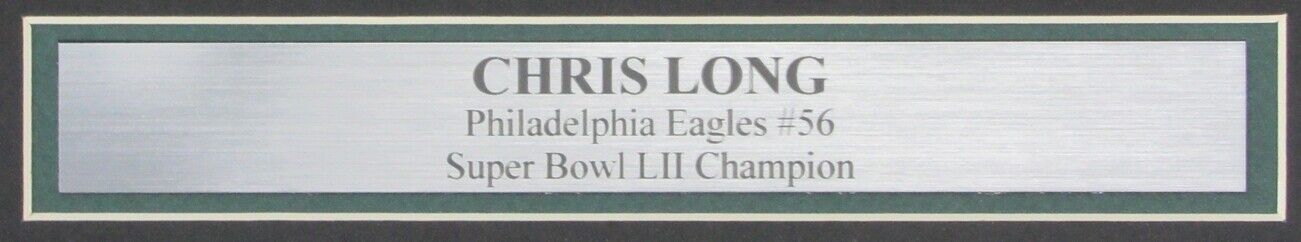 CHRIS LONG
Philadelphia Eagles #56
Super Bowl LII Champion